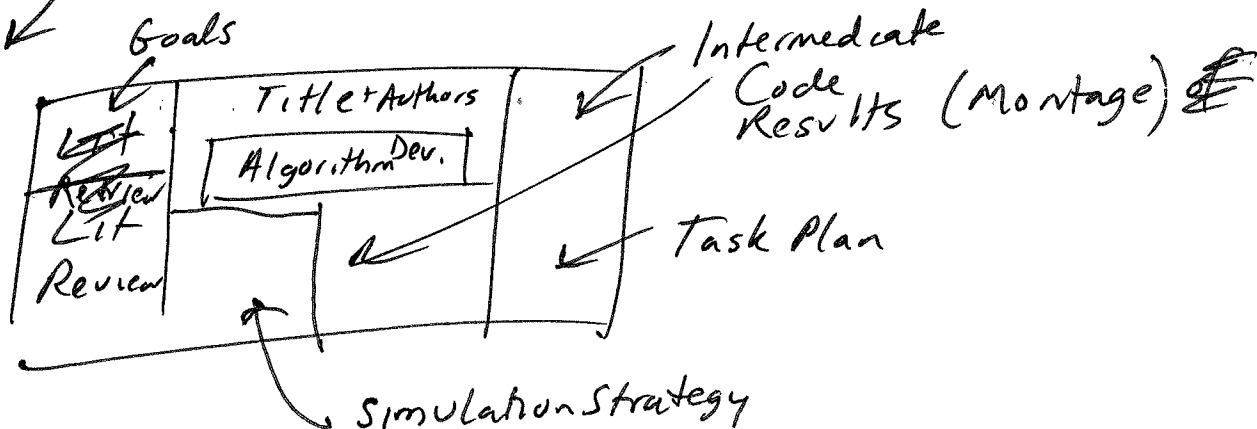 Goals
Intermediate
Code
Results (Montage)
Title + Authors
Algorithm Dev.
Lit
Review
Lit
Review
Task Plan
Simulation Strategy